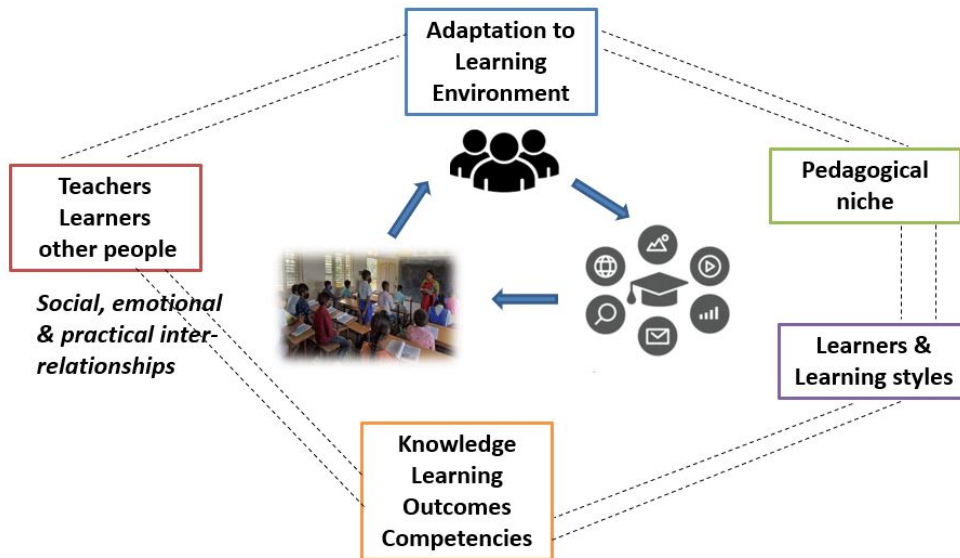 Adaptation to
Learning
Environment
Teachers
Learners
other people
Pedagogical
niche
Social, emotional
& practical inter-
relationships
Learners &
Learning styles
Knowledge
Learning
Outcomes
Competencies